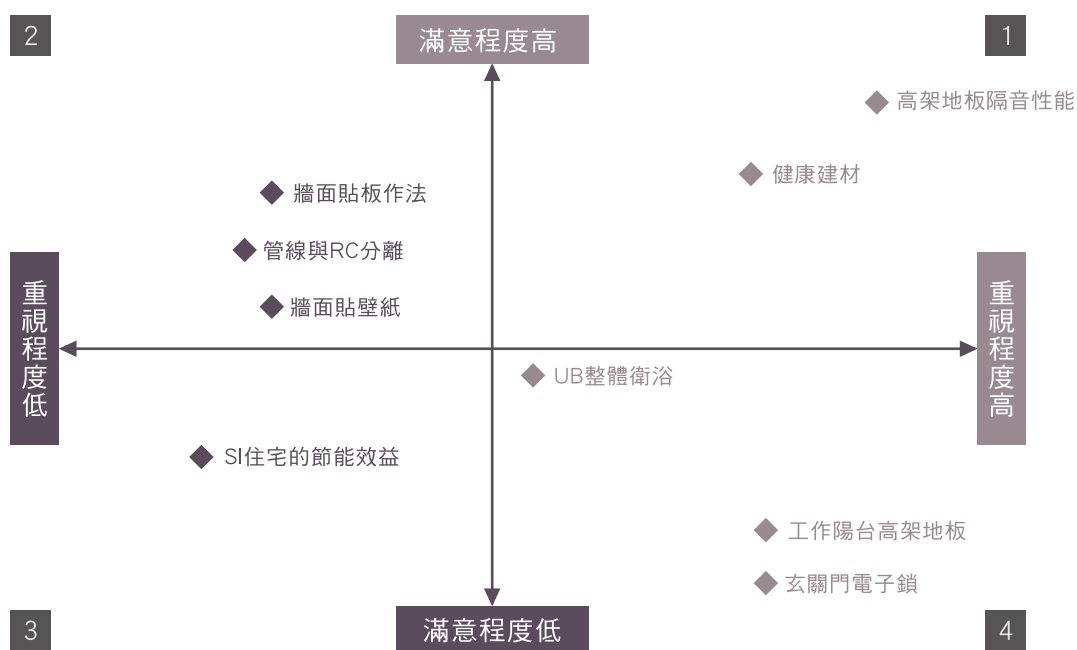 2
滿意程度高
1
高架地板隔音性能
健康建材
牆面貼板作法
管線與RC分離
牆面貼壁紙
重視程度低
重視程度高
UB整體衛浴
SI住宅的節能效益
工作陽台高架地板
玄關門電子鎖
3
滿意程度低
4